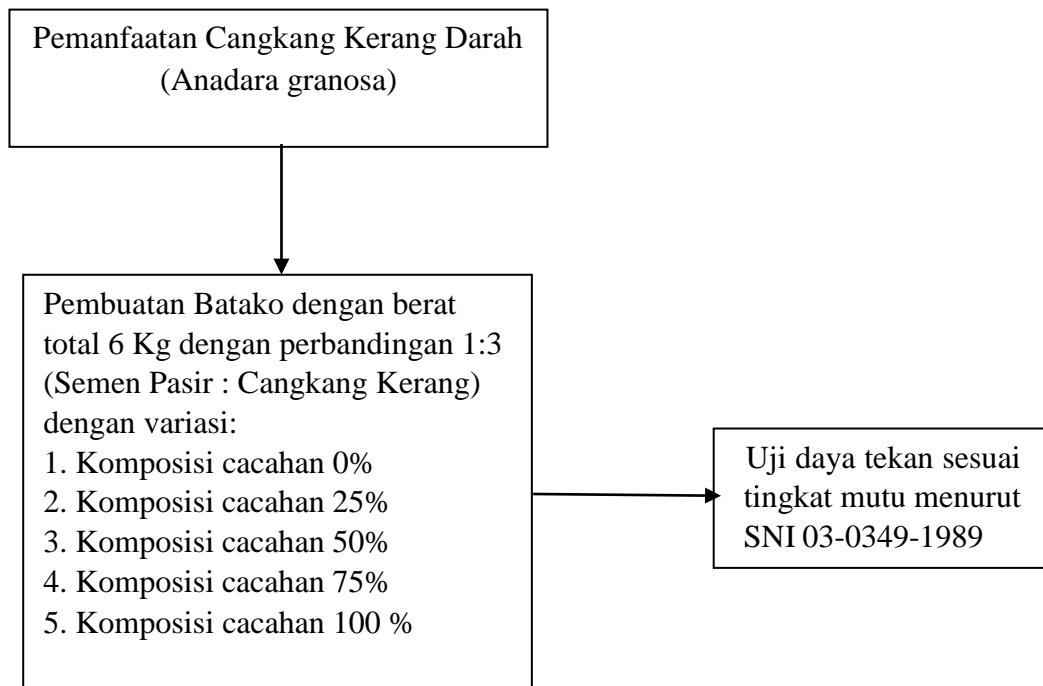 Pemanfaatan Cangkang Kerang Darah
(Anadara granosa)
Pembuatan Batako dengan berat
total 6 Kg dengan perbandingan 1:3
(Semen Pasir : Cangkang Kerang)
dengan variasi:
1. Komposisi cacahan 0%
2. Komposisi cacahan 25%
3. Komposisi cacahan 50%
4. Komposisi cacahan 75%
5. Komposisi cacahan 100 %
Uji daya tekan sesuai
tingkat mutu menurut
SNI 03-0349-1989